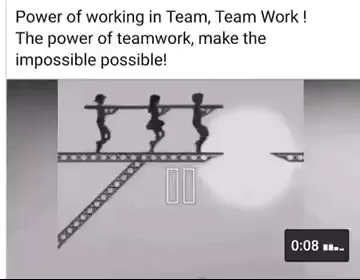 Power of working in Team, Team Work !
The power of teamwork, make the
impossible possible!
0:08